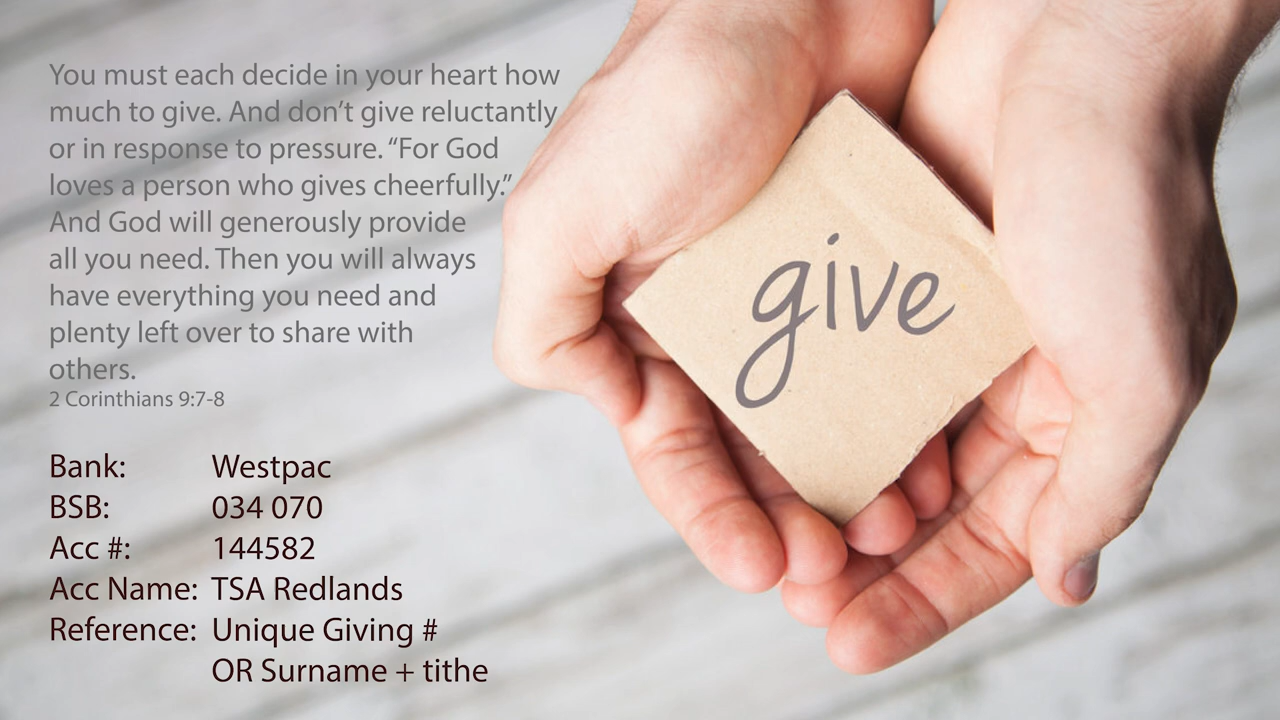 You must each decide in your heart how
much to give. And don’t give reluctantly
or in response to pressure. “For God
loves a person who gives cheerfully.”
And God will generously provide
all you need. Then you will always
have everything you need and
plenty left over to share with
others.
2 Corinthians 9:7-8
Bank: Westpac
BSB: 034 070
Acc #: 144582
Acc Name: TSA Redlands
Reference: Unique Giving #
OR Surname + tithe
give